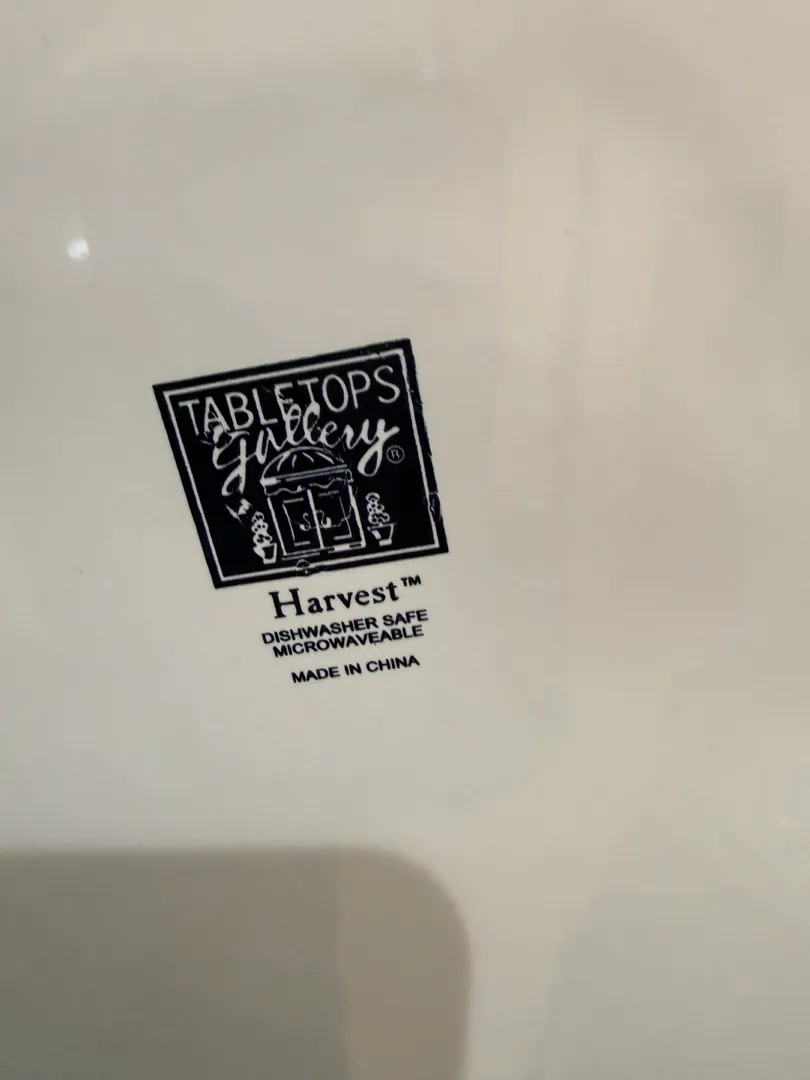 TABLETOPS
gallery®
Harvest™
DISHWASHER SAFE
MICROWAVEABLE
MADE IN CHINA